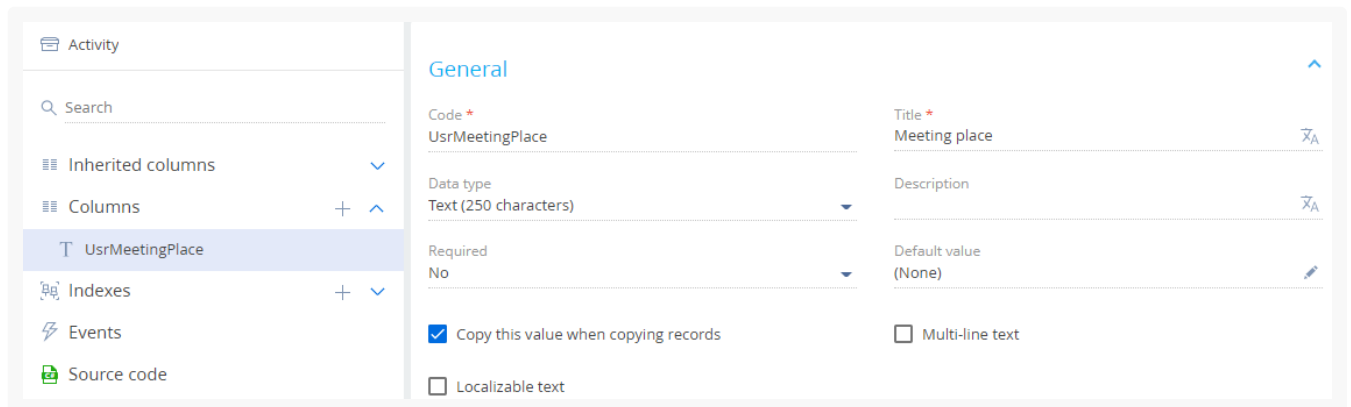 Activity
Search
Inherited columns
Columns
T UsrMeetingPlace
Indexes
Events
C# Source code
General
Code *
UsrMeetingPlace
Title *
Meeting place
Data type
Text (250 characters)
Description
Required
No
Default value
(None)
Copy this value when copying records
Multi-line text
Localizable text